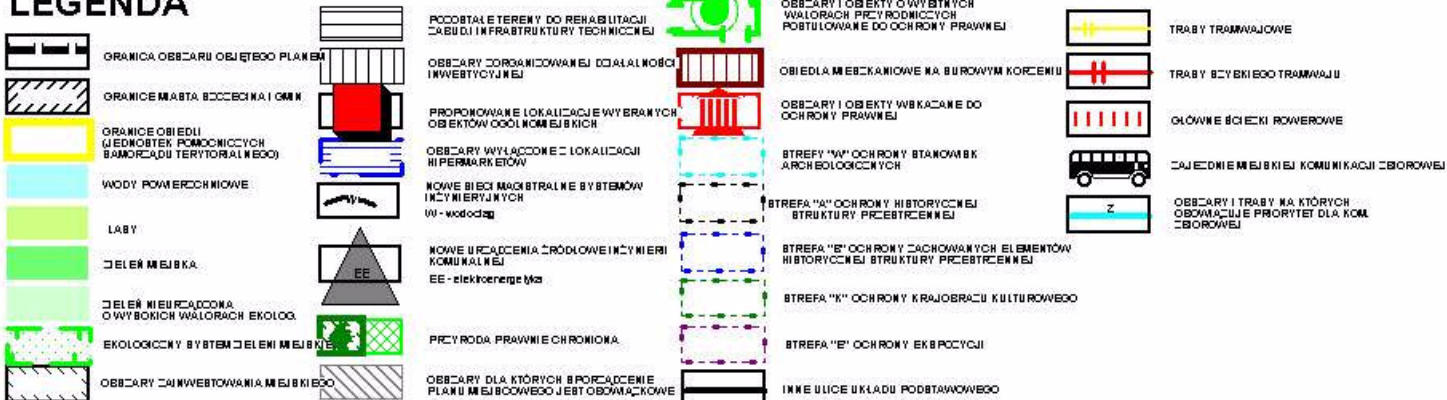 LEGENDA
GRANICA OBSZARU OBJĘTEGO PLANEM
GRANICE MIASTA SZCZECINA I GMIN
GRANICE OSIEDLI
(JEDNOSTEK POMOCNICZYCH
SAMORZĄDU TERYTORIALNEGO)
WODY POWIERZCHNIOWE
LASY
ZIELEŃ MIEJSKA
ZIELEŃ NIEURZĄDZONA
O WYSOKICH WALORACH EKOLOG.
EKOLOGICZNY SYSTEM ZIELENI MIEJSKIEJ
OBSZARY ZAINWESTOWANIA MIEJSKIEGO
POZOSTAŁE TERENY DO REHABILITACJI
ZABUD.I INFRASTRUKTURY TECHNICZNEJ
OBSZARY ZORGANIZOWANEJ DZIAŁALNOŚCI
INWESTYCYJNEJ
PROPONOWANE LOKALIZACJE WYBRANYCH
OBIEKTÓW OGÓLNOMIEJSKICH
OBSZARY WYŁĄCZONE Z LOKALIZACJI
HIPERMARKETÓW
W
NOWE SIECI MAGISTRALNE SYSTEMÓW
INŻYNIERYJNYCH
W - wodociąg
EE
NOWE URZĄDZENIA ŹRÓDŁOWE INŻYNIERII
KOMUNALNEJ
EE - elektroenergetyka
PRZYRODA PRAWNIE CHRONIONA
OBSZARY DLA KTÓRYCH SPORZĄDZENIE
PLANU MIEJSCOWEGO JEST OBOWIĄZKOWE
OBSZARY I OBIEKTY O WYBITNYCH
WALORACH PRZYRODNICZYCH
POSTULOWANE DO OCHRONY PRAWNEJ
OSIEDLA MIESZKANIOWE NA SUROWYM KORZENIU
OBSZARY I OBIEKTY WSKAZANE DO
OCHRONY PRAWNEJ
STREFY "W" OCHRONY STANOWISK
ARCHEOLOGICZNYCH
STREFA "A" OCHRONY HISTORYCZNEJ
STRUKTURY PRZESTRZENNEJ
STREFA "B" OCHRONY ZACHOWANYCH ELEMENTÓW
HISTORYCZNEJ STRUKTURY PRZESTRZENNEJ
STREFA "K" OCHRONY KRAJOBRAZU KULTUROWEGO
STREFA "E" OCHRONY EKSPOZYCJI
INNE ULICE UKŁADU PODSTAWOWEGO
TRASY TRAMWAJOWE
TRASY SZYBKIEGO TRAMWAJU
GŁÓWNE ŚCIEŻKI ROWEROWE
ZAJEZDNIE MIEJSKIEJ KOMUNIKACJI ZBIOROWEJ
Z
OBSZARY I TRASY NA KTÓRYCH
OBOWIĄZUJE PRIORYTET DLA KOM.
ZBIOROWEJ